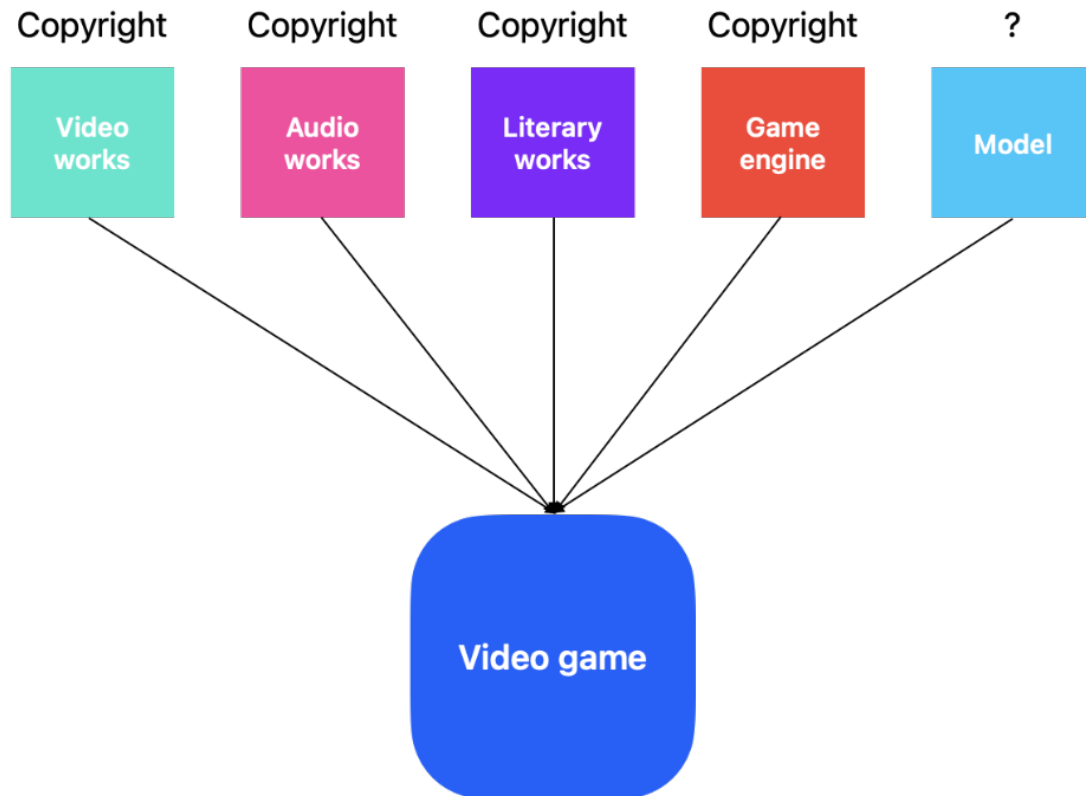 Copyright
Copyright
Copyright
Copyright
?
Video
works
Audio
works
Literary
works
Game
engine
Model
Video game